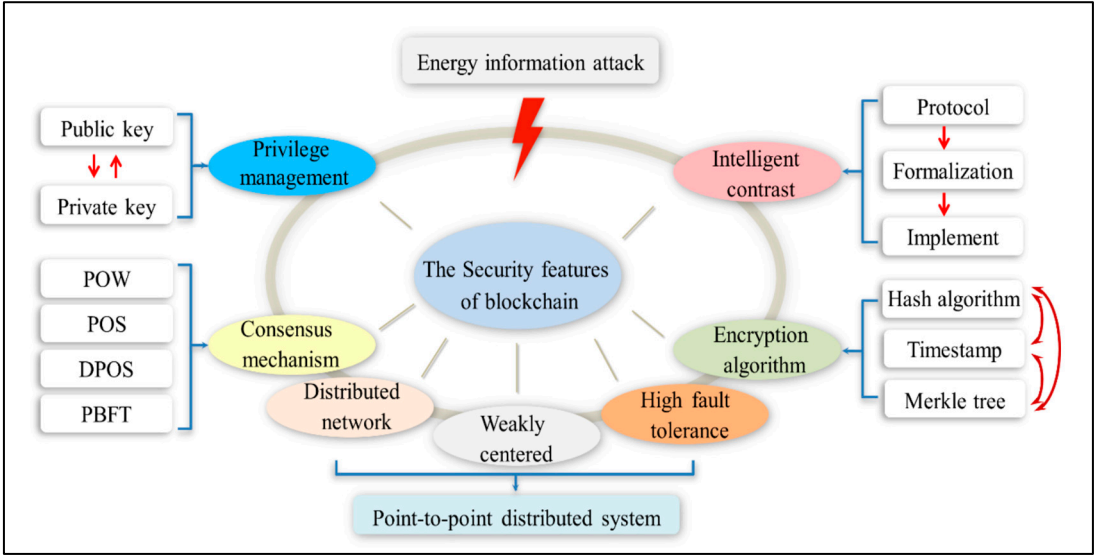 Energy information attack
Public key
Private key
Privilege
management
Intelligent
contrast
Protocol
Formalization
Implement
The Security features
of blockchain
POW
POS
DPOS
PBFT
Consensus
mechanism
Encryption
algorithm
Hash algorithm
Timestamp
Merkle tree
Distributed
network
Weakly
centered
High fault
tolerance
Point-to-point distributed system